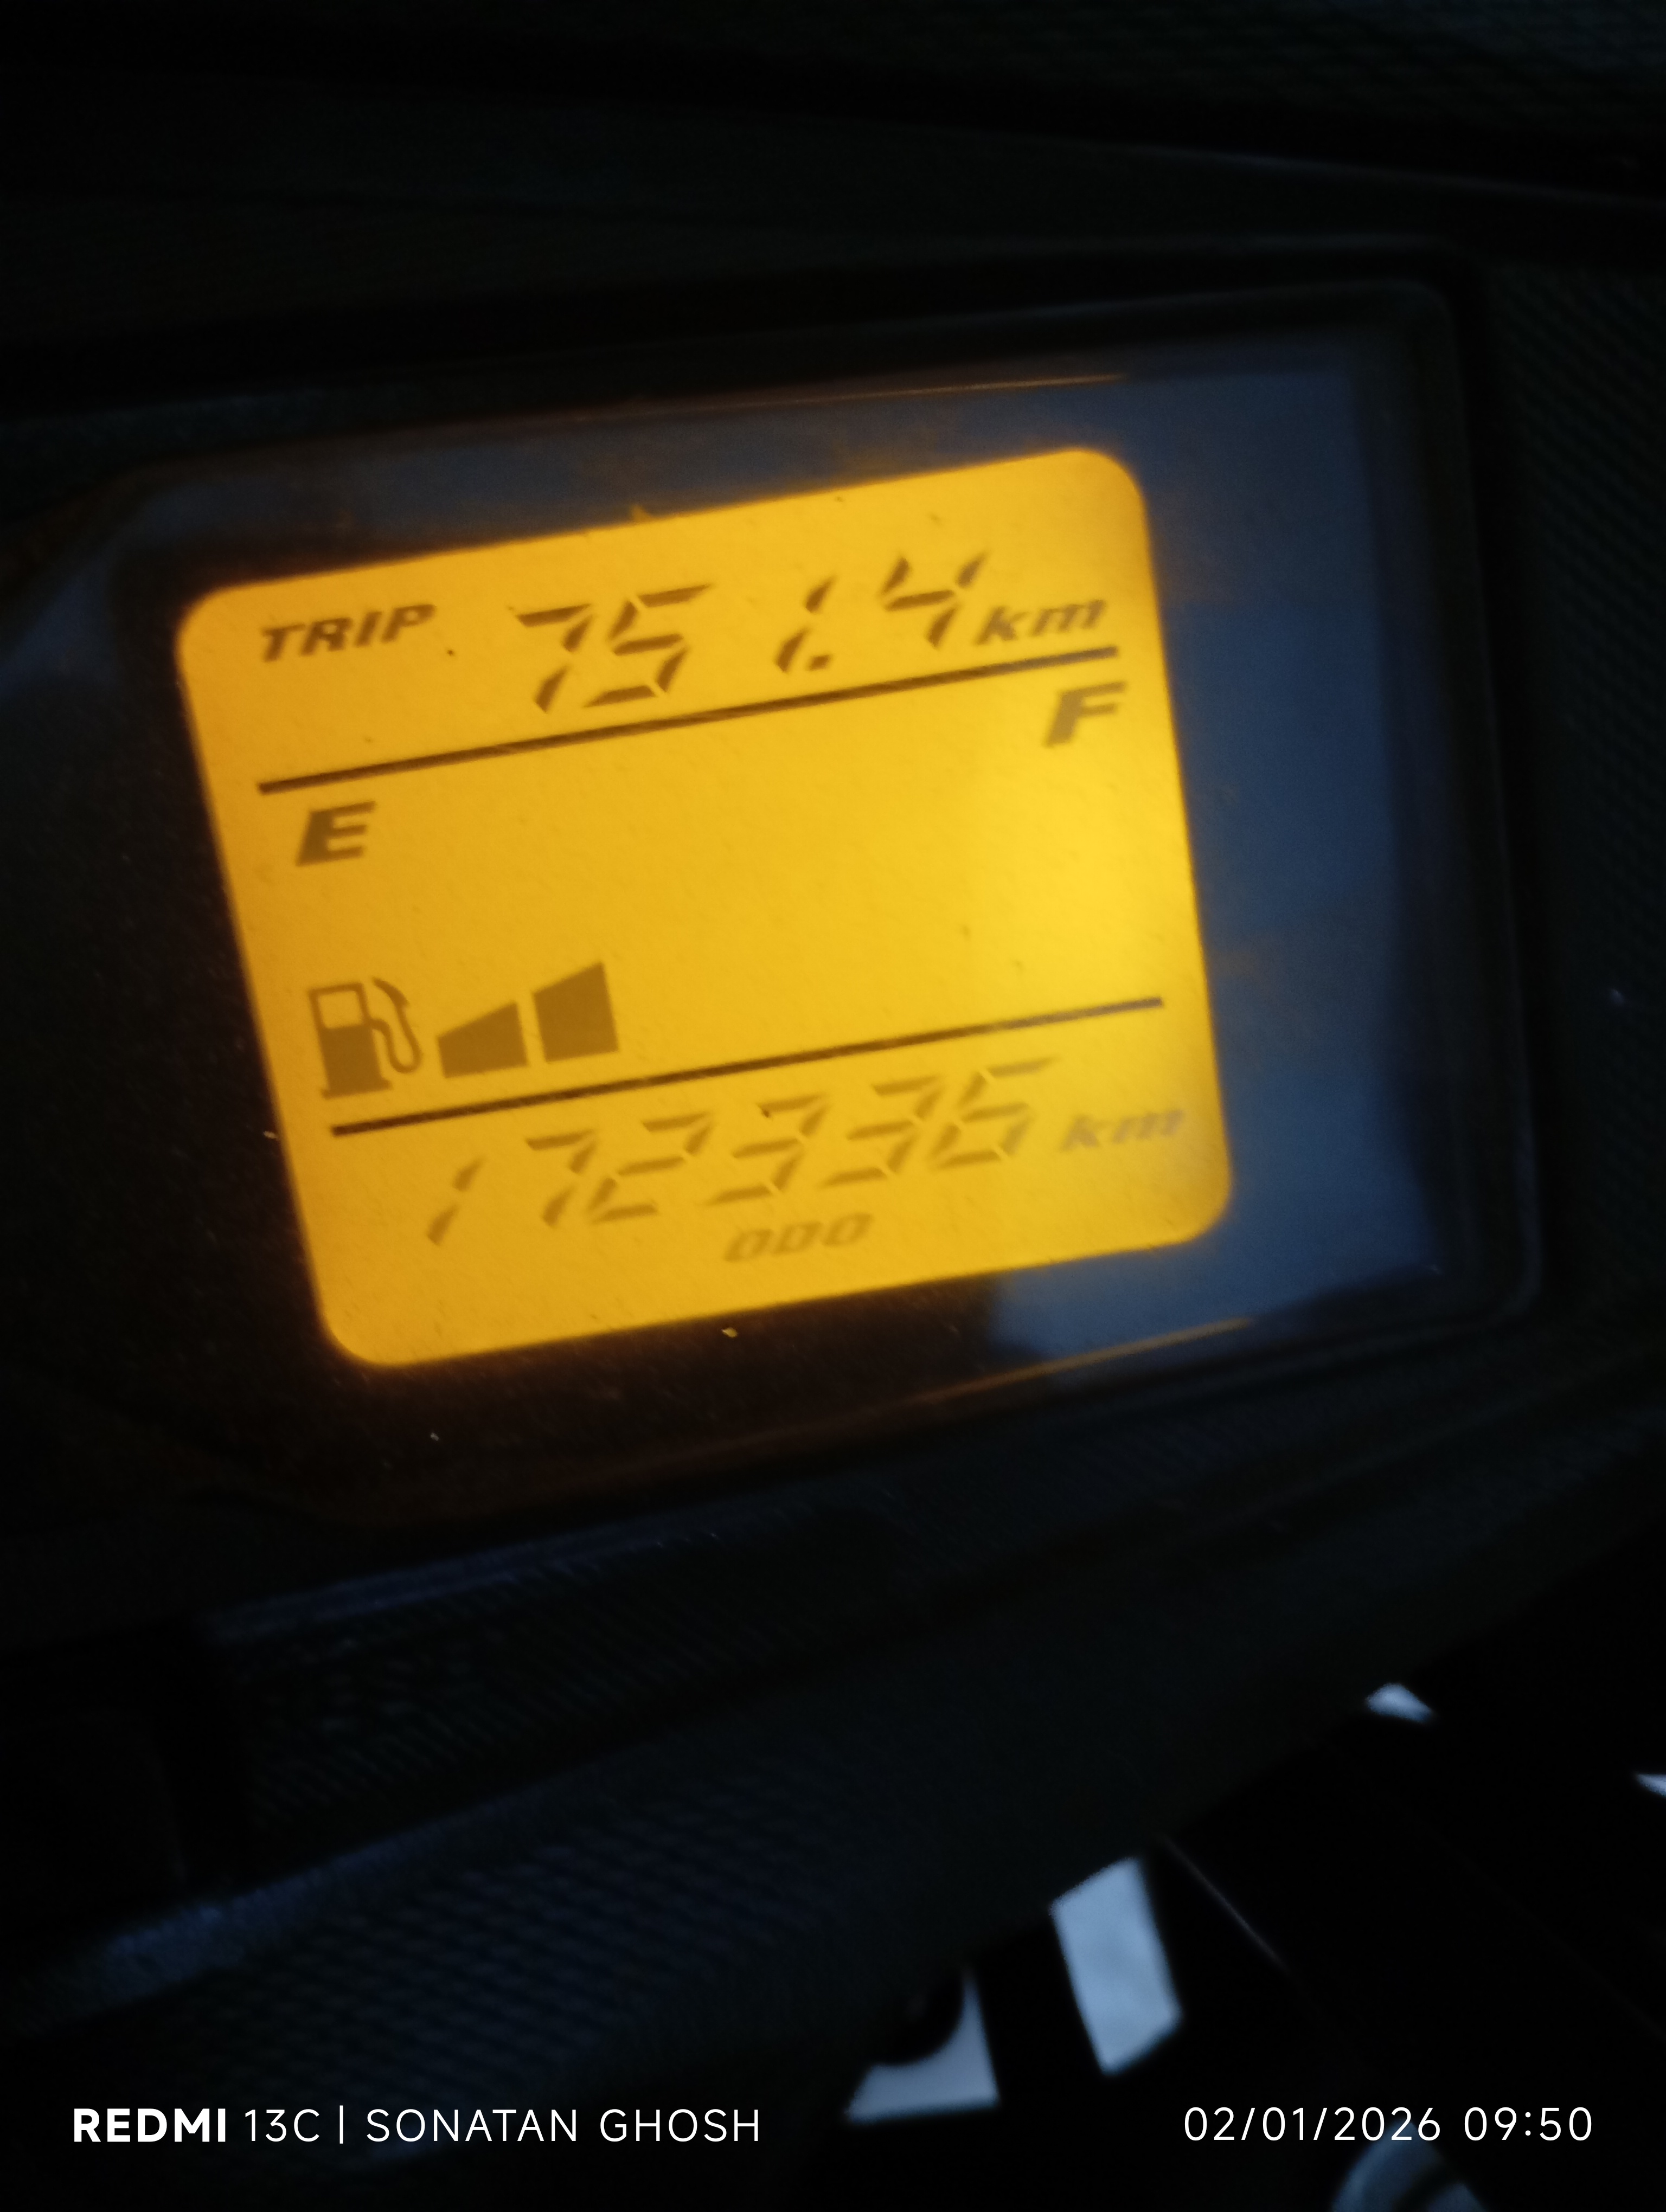 TRIP 751.4 km
E F
172336 km
ODO
REDMI 13C | SONATAN GHOSH
02/01/2026 09:50